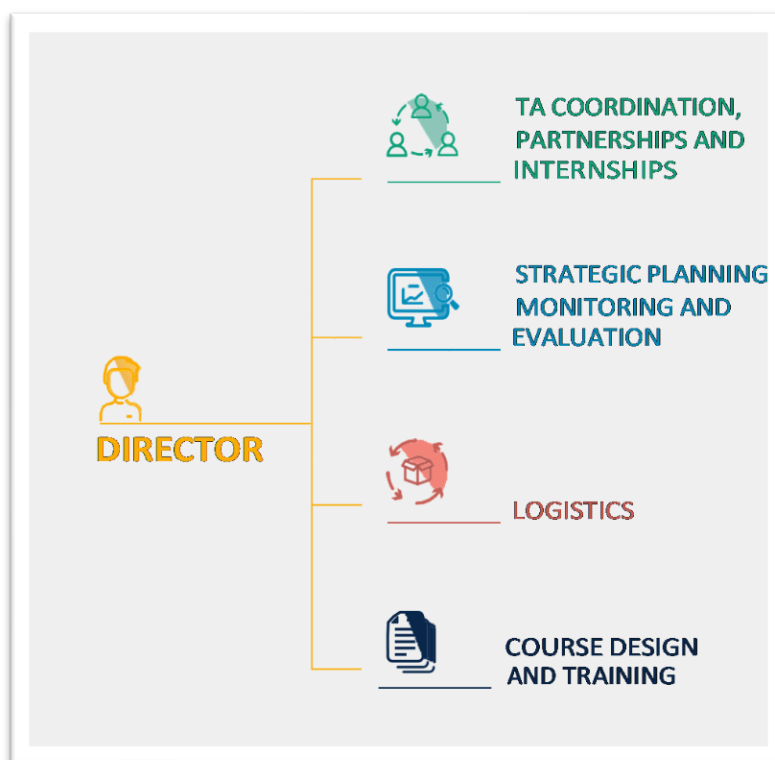 TA COORDINATION,
PARTNERSHIPS AND
INTERNSHIPS
STRATEGIC PLANNING
MONITORING AND
EVALUATION
DIRECTOR
LOGISTICS
COURSE DESIGN
AND TRAINING